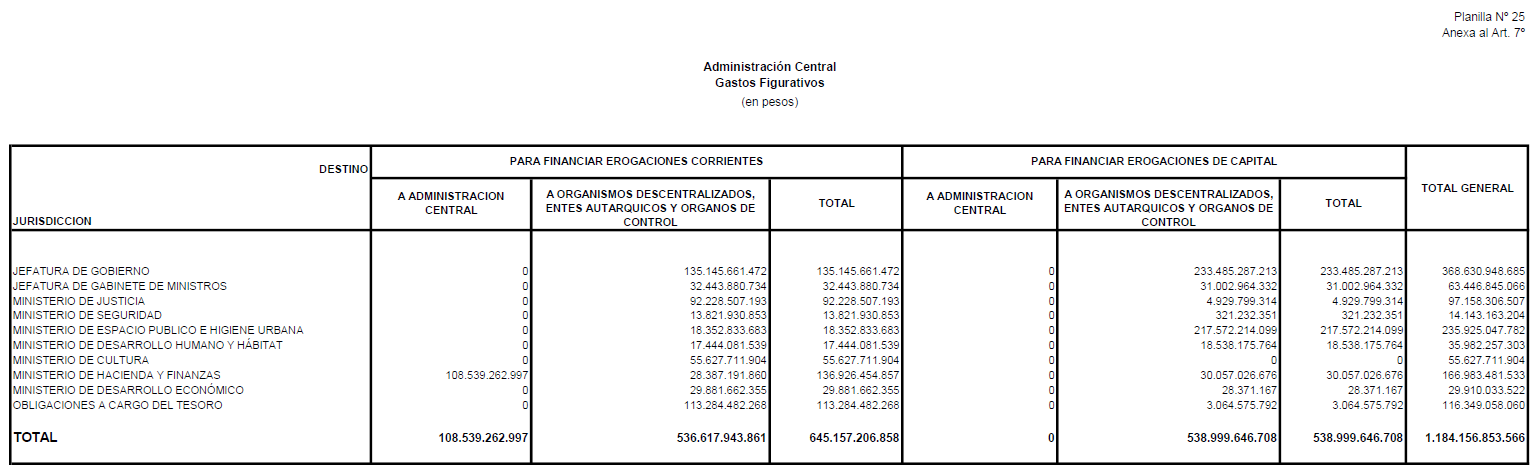 Planilla Nº 25
Anexa al Art. 7º
Administración Central
Gastos Figurativos
(en pesos)
DESTINO
JURISDICCION
PARA FINANCIAR EROGACIONES CORRIENTES
PARA FINANCIAR EROGACIONES DE CAPITAL
TOTAL GENERAL
A ADMINISTRACION
CENTRAL
A ORGANISMOS DESCENTRALIZADOS,
ENTES AUTARQUICOS Y ORGANOS DE
CONTROL
TOTAL
A ADMINISTRACION
CENTRAL
A ORGANISMOS DESCENTRALIZADOS,
ENTES AUTARQUICOS Y ORGANOS DE
CONTROL
TOTAL
JEFATURA DE GOBIERNO 0 135.145.661.472 135.145.661.472 0 233.485.287.213 233.485.287.213 368.630.948.685
JEFATURA DE GABINETE DE MINISTROS 0 32.443.880.734 32.443.880.734 0 31.002.964.332 31.002.964.332 63.446.845.066
MINISTERIO DE JUSTICIA 0 92.228.507.193 92.228.507.193 0 4.929.799.314 4.929.799.314 97.158.306.507
MINISTERIO DE SEGURIDAD 0 13.821.930.853 13.821.930.853 0 321.232.351 321.232.351 14.143.163.204
MINISTERIO DE ESPACIO PUBLICO E HIGIENE URBANA 0 18.352.833.683 18.352.833.683 0 217.572.214.099 217.572.214.099 235.925.047.782
MINISTERIO DE DESARROLLO HUMANO Y HÁBITAT 0 17.444.081.539 17.444.081.539 0 18.538.175.764 18.538.175.764 35.982.257.303
MINISTERIO DE CULTURA 0 55.627.711.904 55.627.711.904 0 0 0 55.627.711.904
MINISTERIO DE HACIENDA Y FINANZAS 108.539.262.997 28.387.191.860 136.926.454.857 0 30.057.026.676 30.057.026.676 166.983.481.533
MINISTERIO DE DESARROLLO ECONÓMICO 0 29.881.662.355 29.881.662.355 0 28.371.167 28.371.167 29.910.033.522
OBLIGACIONES A CARGO DEL TESORO 0 113.284.482.268 113.284.482.268 0 3.064.575.792 3.064.575.792 116.349.058.060
TOTAL 108.539.262.997 536.617.943.861 645.157.206.858 0 538.999.646.708 538.999.646.708 1.184.156.853.566